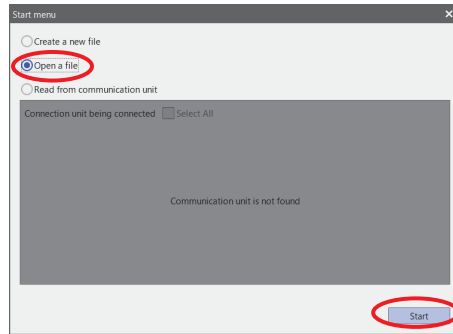 Start menu
Create a new file
Open a file
Read from communication unit
Connection unit being connected Select All
Communication unit is not found
Start